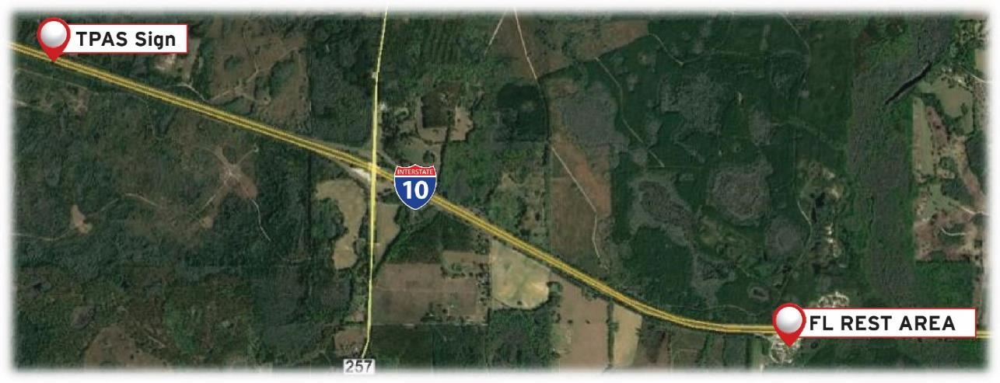 TPAS Sign
INTERSTATE
10
FL REST AREA
257